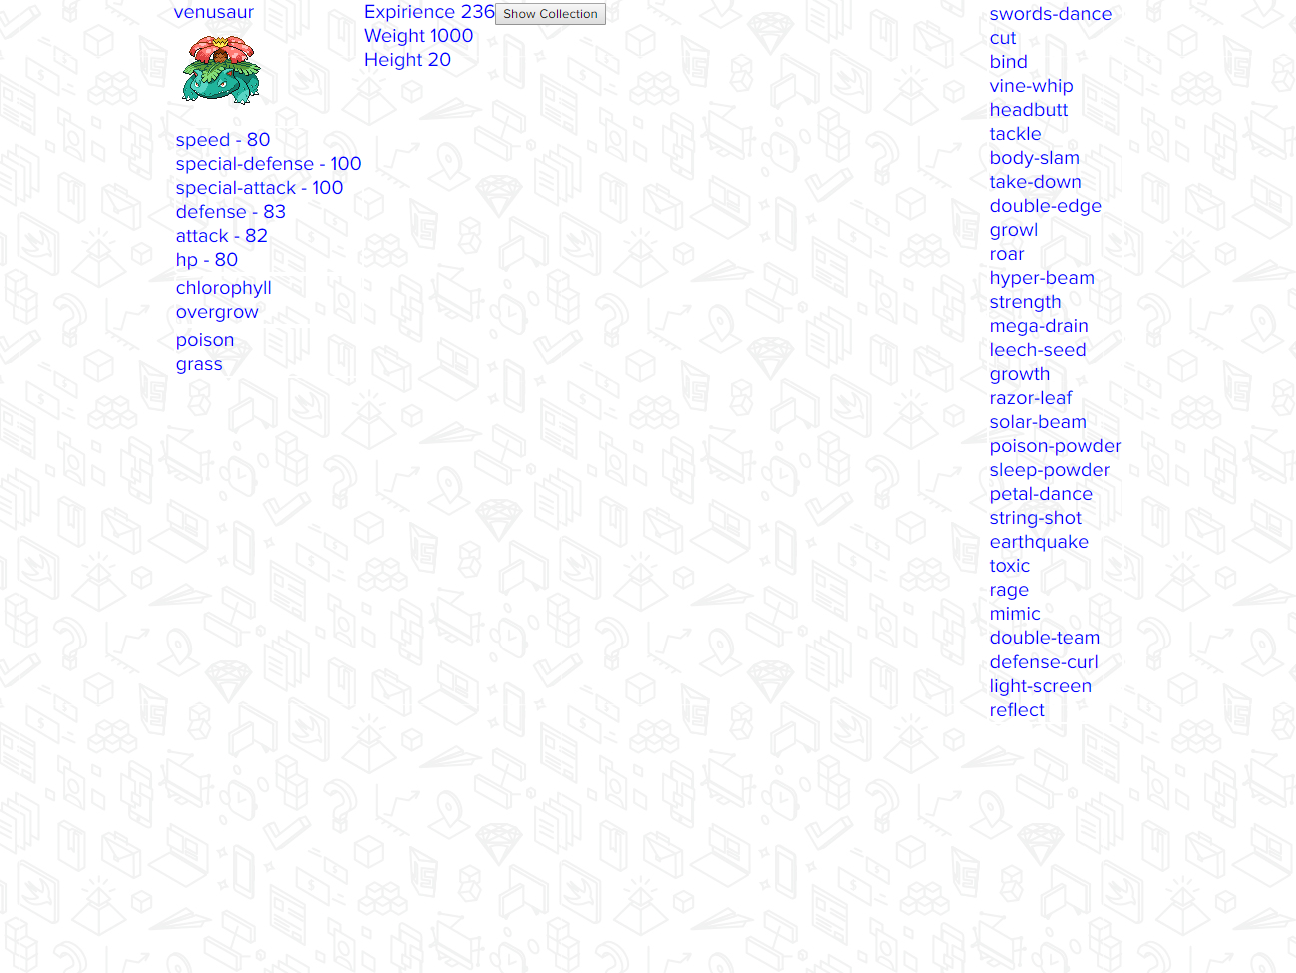 venusaur
Expirience 236
Weight 1000
Height 20
Show Collection
speed - 80
special-defense - 100
special-attack - 100
defense - 83
attack - 82
hp - 80
chlorophyll
overgrow
poison
grass
swords-dance
cut
bind
vine-whip
headbutt
tackle
body-slam
take-down
double-edge
growl
roar
hyper-beam
strength
mega-drain
leech-seed
growth
razor-leaf
solar-beam
poison-powder
sleep-powder
petal-dance
string-shot
earthquake
toxic
rage
mimic
double-team
defense-curl
light-screen
reflect